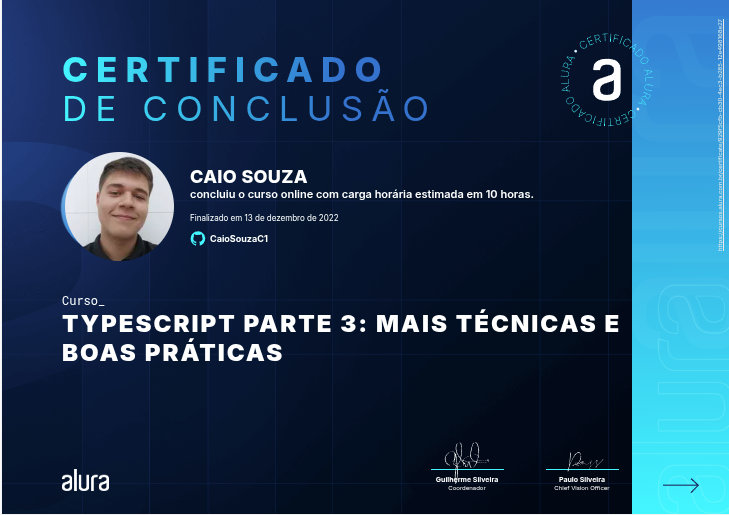 CERTIFICADO
DE CONCLUSÃO
CERTIFICADO ALURA • CERTIFICADO ALURA •
a
CAIO SOUZA
concluiu o curso online com carga horária estimada em 10 horas.
Finalizado em 13 de dezembro de 2022
CaioSouzaC1
Curso_
TYPESCRIPT PARTE 3: MAIS TÉCNICAS E
BOAS PRÁTICAS
alura
Guilherme Silveira
Coordenador
Paulo Silveira
Chief Vision Officer
alura